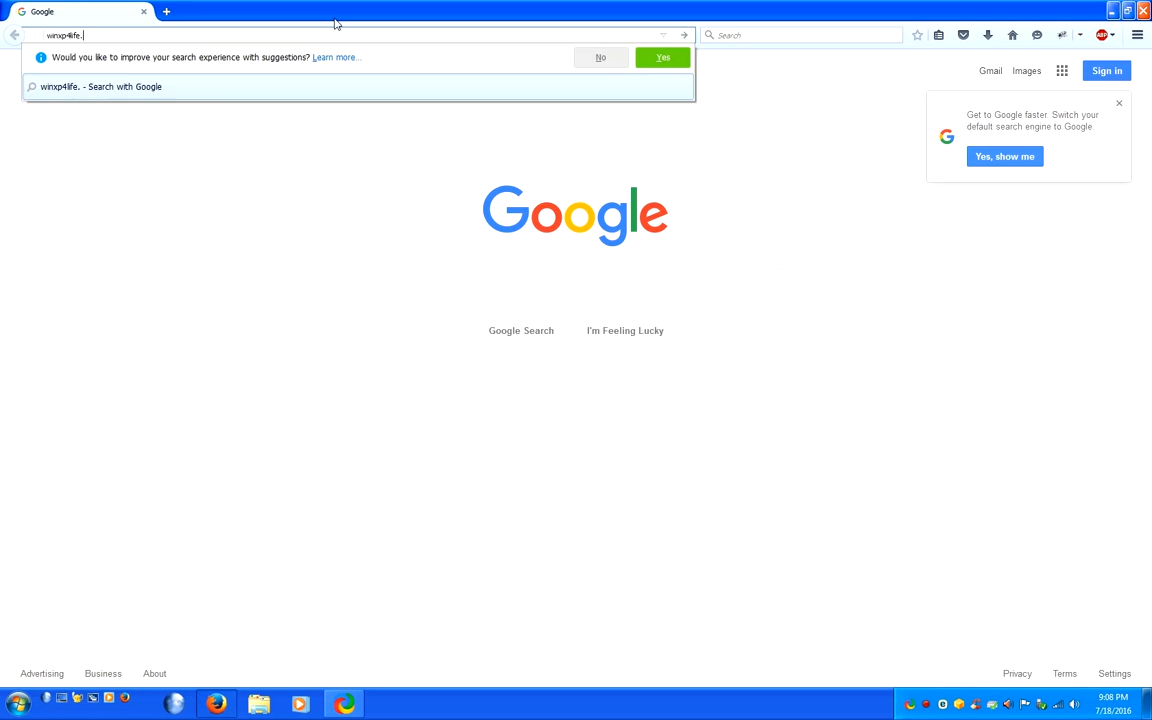 Google
winxp4life.
Search
Would you like to improve your search experience with suggestions? Learn more...
No
Yes
winxp4life. - Search with Google
Gmail Images Sign in
Get to Google faster. Switch your
default search engine to Google.
Yes, show me
Google
Google Search I'm Feeling Lucky
Advertising Business About
Privacy Terms Settings
ABP
9:08 PM
7/18/2016